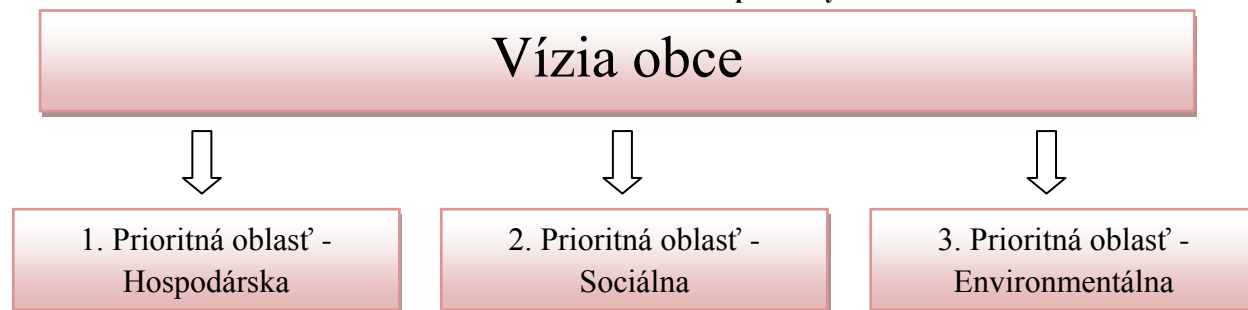 Vízia obce
1. Prioritná oblasť -
Hospodárska
2. Prioritná oblasť -
Sociálna
3. Prioritná oblasť -
Environmentálna